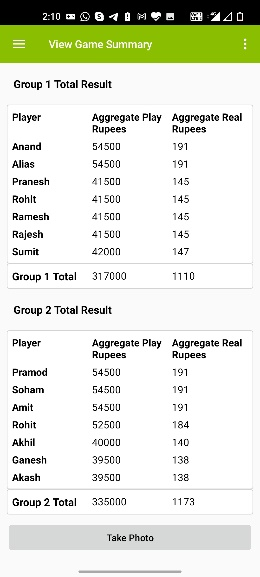 2:10
View Game Summary
Group 1 Total Result
Player Aggregate Play Rupees Aggregate Real Rupees
Anand 54500 191
Alias 54500 191
Pranesh 41500 145
Rohit 41500 145
Ramesh 41500 145
Rajesh 41500 145
Sumit 42000 147
Group 1 Total 317000 1110
Group 2 Total Result
Player Aggregate Play Rupees Aggregate Real Rupees
Pramod 54500 191
Soham 54500 191
Amit 54500 191
Rohit 52500 184
Akhil 40000 140
Ganesh 39500 138
Akash 39500 138
Group 2 Total 335000 1173
Take Photo